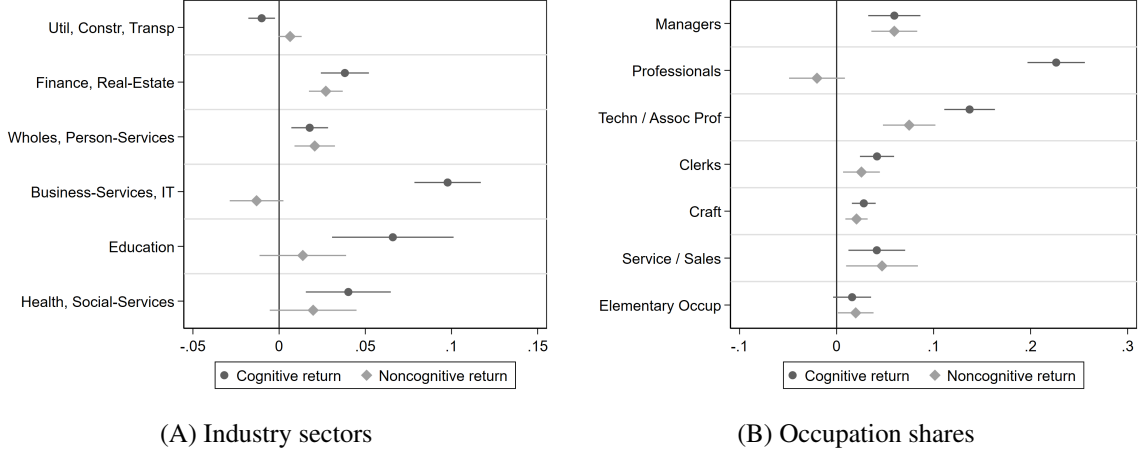 Util, Constr, Transp
Finance, Real-Estate
Wholes, Person-Services
Business-Services, IT
Education
Health, Social-Services
-.05 0 .05 .1 .15
Cognitive return Noncognitive return
(A) Industry sectors
Managers
Professionals
Techn / Assoc Prof
Clerks
Craft
Service / Sales
Elementary Occup
-.1 0 .1 .2 .3
Cognitive return Noncognitive return
(B) Occupation shares